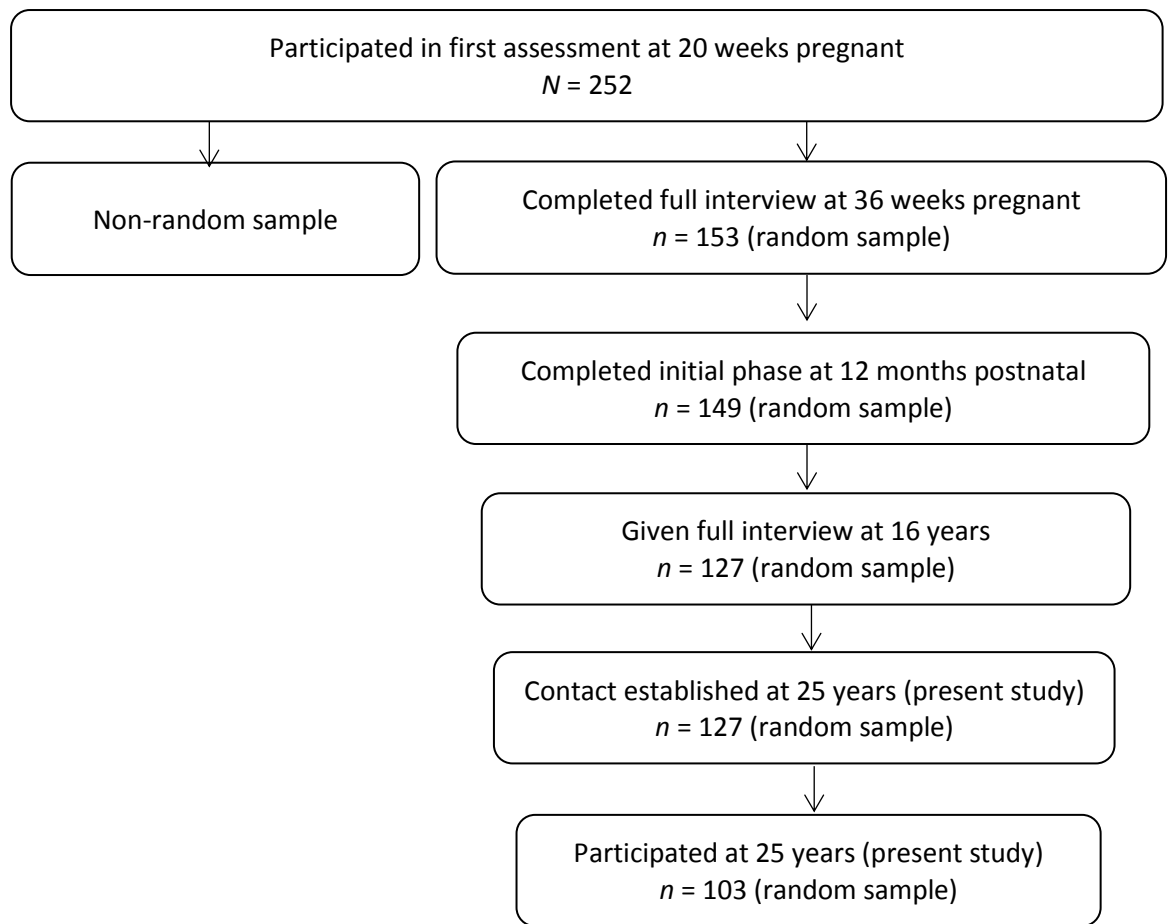 Participated in first assessment at 20 weeks pregnant
N = 252
Non-random sample
Completed full interview at 36 weeks pregnant
n = 153 (random sample)
Completed initial phase at 12 months postnatal
n = 149 (random sample)
Given full interview at 16 years
n = 127 (random sample)
Contact established at 25 years (present study)
n = 127 (random sample)
Participated at 25 years (present study)
n = 103 (random sample)